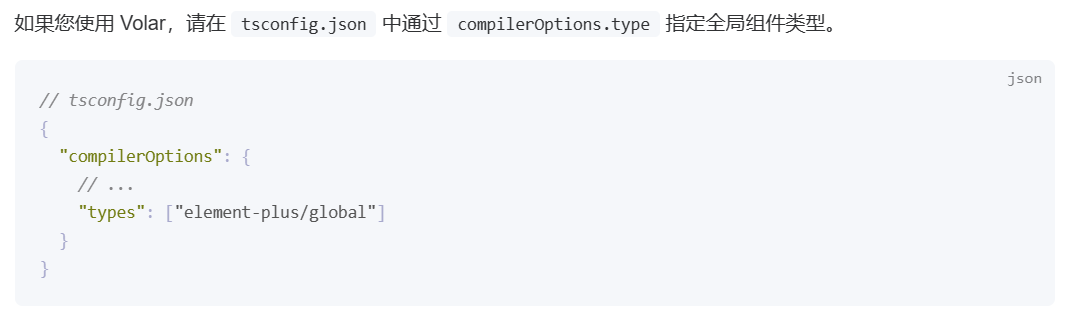 如果您使用 Volar，请在 tsconfig.json 中通过 compilerOptions.type 指定全局组件类型。
json
// tsconfig.json
{
  "compilerOptions": {
    // ...
    "types": ["element-plus/global"]
  }
}